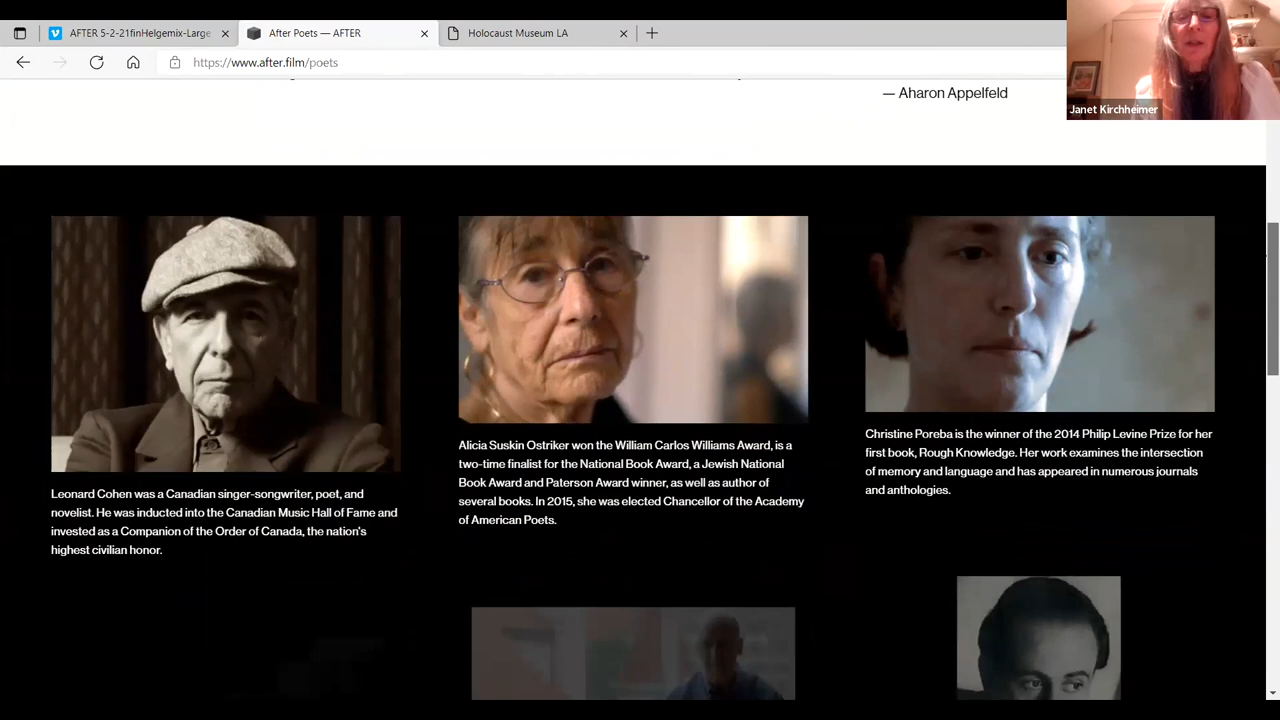 AFTER 5-2-21finHelgemix-Large
After Poets — AFTER
Holocaust Museum LA
https://www.after.film/poets
— Aharon Appelfeld
Janet Kirchheimer
Leonard Cohen was a Canadian singer-songwriter, poet, and
novelist. He was inducted into the Canadian Music Hall of Fame and
invested as a Companion of the Order of Canada, the nation's
highest civilian honor.
Alicia Suskin Ostriker won the William Carlos Williams Award, is a
two-time finalist for the National Book Award, a Jewish National
Book Award and Paterson Award winner, as well as author of
several books. In 2015, she was elected Chancellor of the Academy
of American Poets.
Christine Poreba is the winner of the 2014 Philip Levine Prize for her
first book, Rough Knowledge. Her work examines the intersection
of memory and language and has appeared in numerous journals
and anthologies.